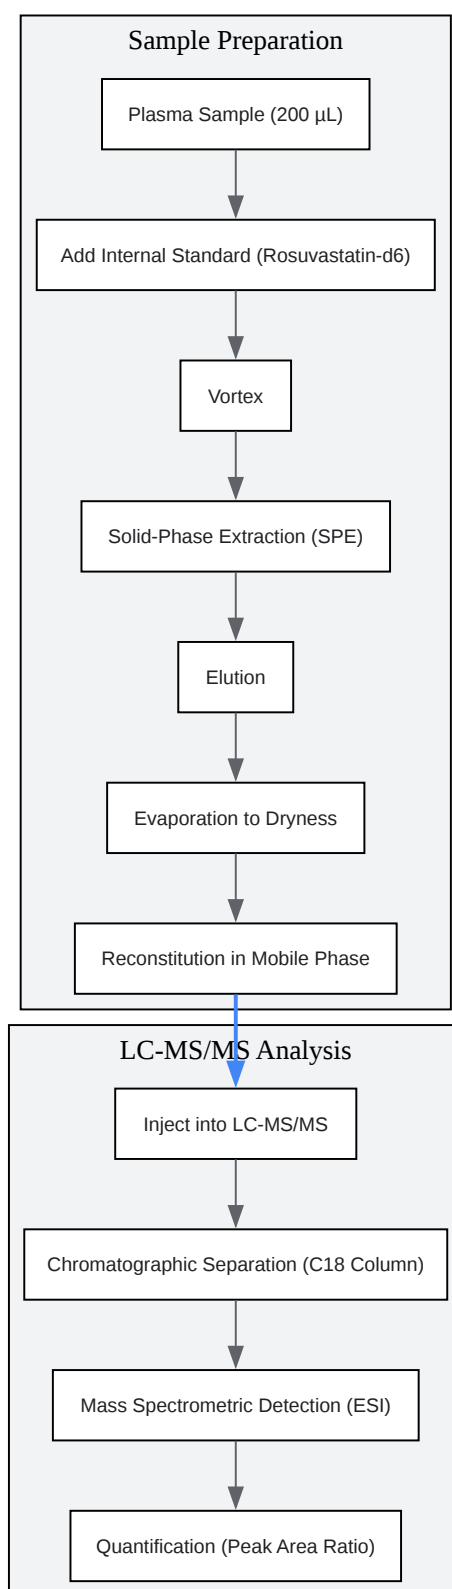 Sample Preparation
Plasma Sample (200 µL)
Add Internal Standard (Rosuvastatin-d6)
Vortex
Solid-Phase Extraction (SPE)
Elution
Evaporation to Dryness
Reconstitution in Mobile Phase
LC-MS/MS Analysis
Inject into LC-MS/MS
Chromatographic Separation (C18 Column)
Mass Spectrometric Detection (ESI)
Quantification (Peak Area Ratio)